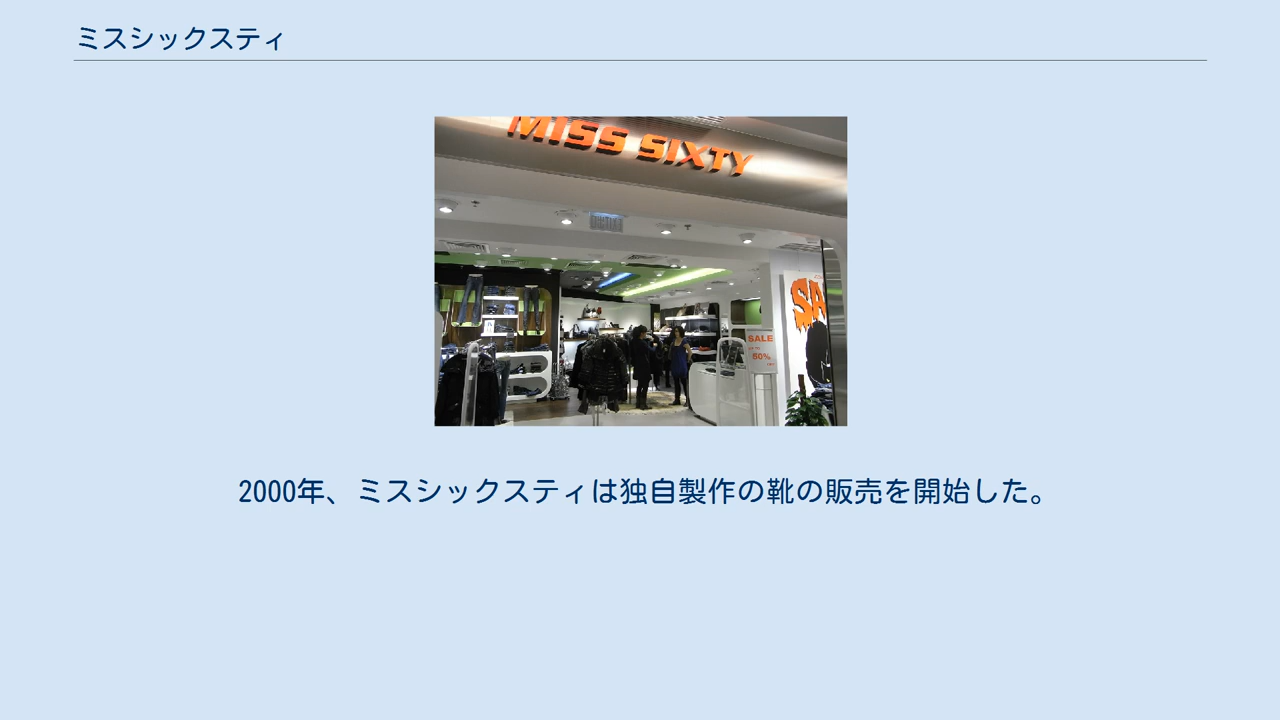 ミスシックスティ
MISS SIXTY
SA
SALE
60%
2000年、ミスシックスティは独自製作の靴の販売を開始した。